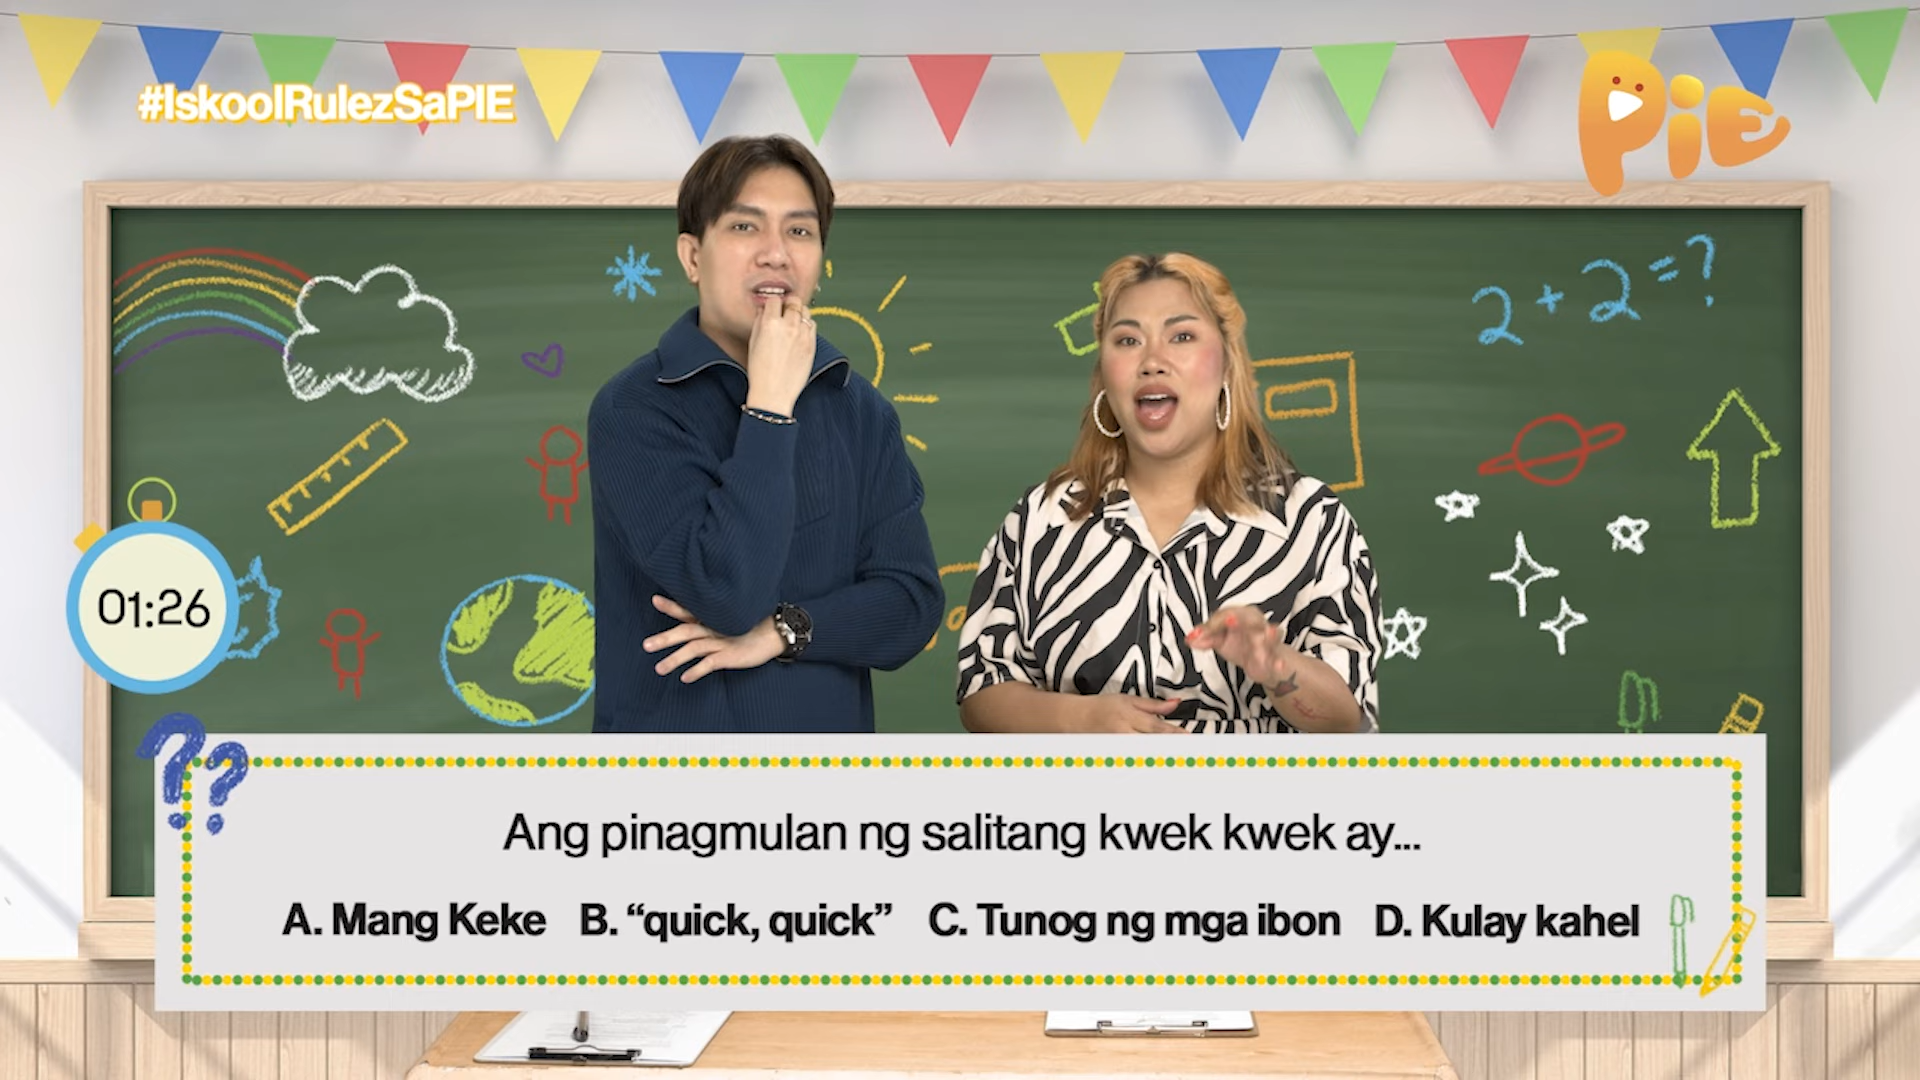 #IskoolRulezSaPIE
PiE
2 + 2 = ?
01:26
??
Ang pinagmulan ng salitang kwek kwek ay...
A. Mang Keke B. “quick, quick” C. Tunog ng mga ibon D. Kulay kahel